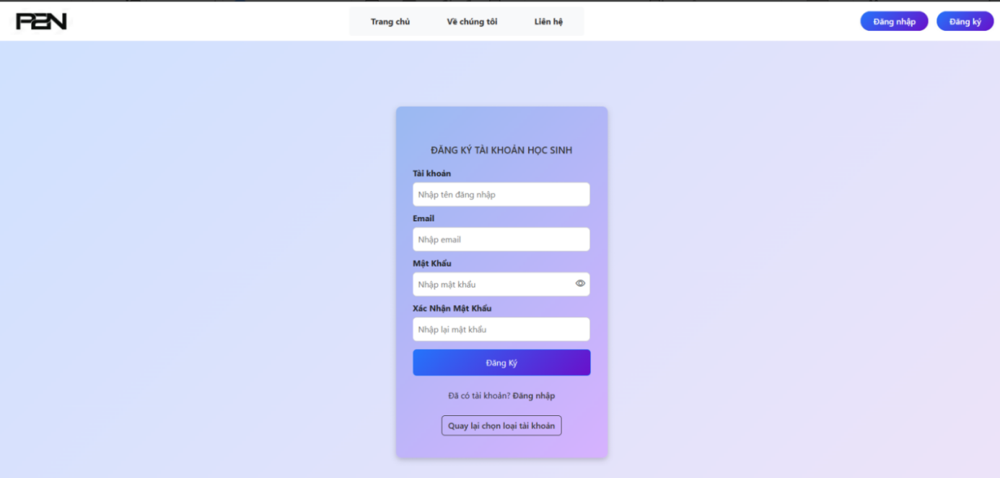 PEN
Trang chủ
Về chúng tôi
Liên hệ
Đăng nhập
Đăng ký
ĐĂNG KÝ TÀI KHOẢN HỌC SINH
Tài khoản
Nhập tên đăng nhập
Email
Nhập email
Mật Khẩu
Nhập mật khẩu
Xác Nhận Mật Khẩu
Nhập lại mật khẩu
Đăng Ký
Đã có tài khoản? Đăng nhập
Quay lại chọn loại tài khoản